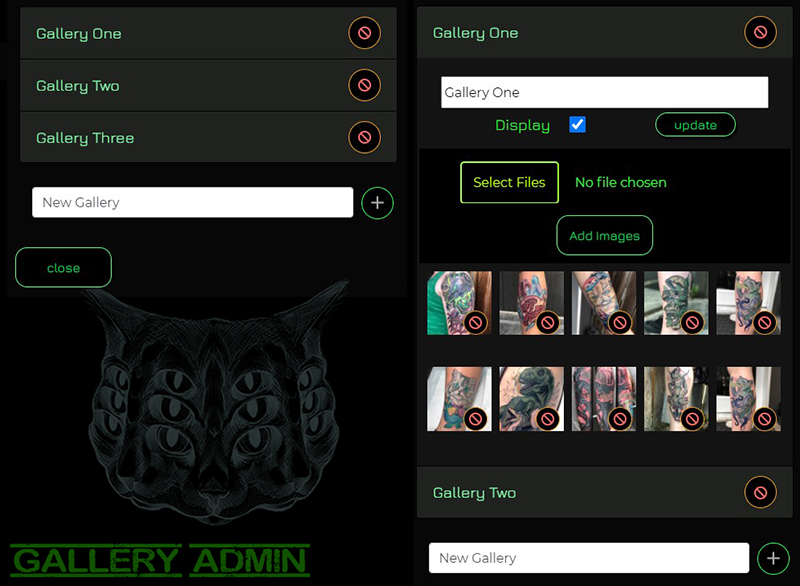 Gallery One
Gallery Two
Gallery Three
New Gallery
close
GALLERY ADMIN
Gallery One
Gallery One
Display
update
Select Files No file chosen
Add Images
Gallery Two
New Gallery